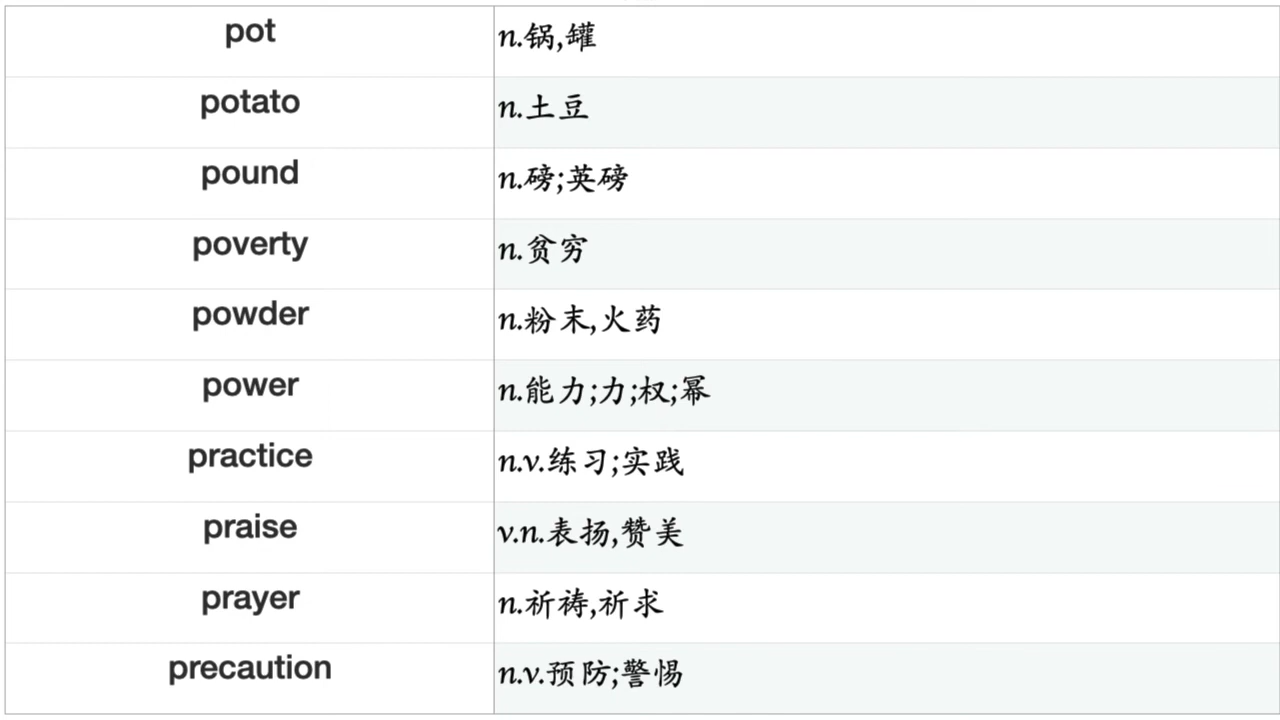 pot n.锅,罐
potato n.土豆
pound n.磅;英磅
poverty n.贫穷
powder n.粉末,火药
power n.能力;力;权;幂
practice n.v.练习;实践
praise v.n.表扬,赞美
prayer n.祈祷,祈求
precaution n.v.预防;警惕